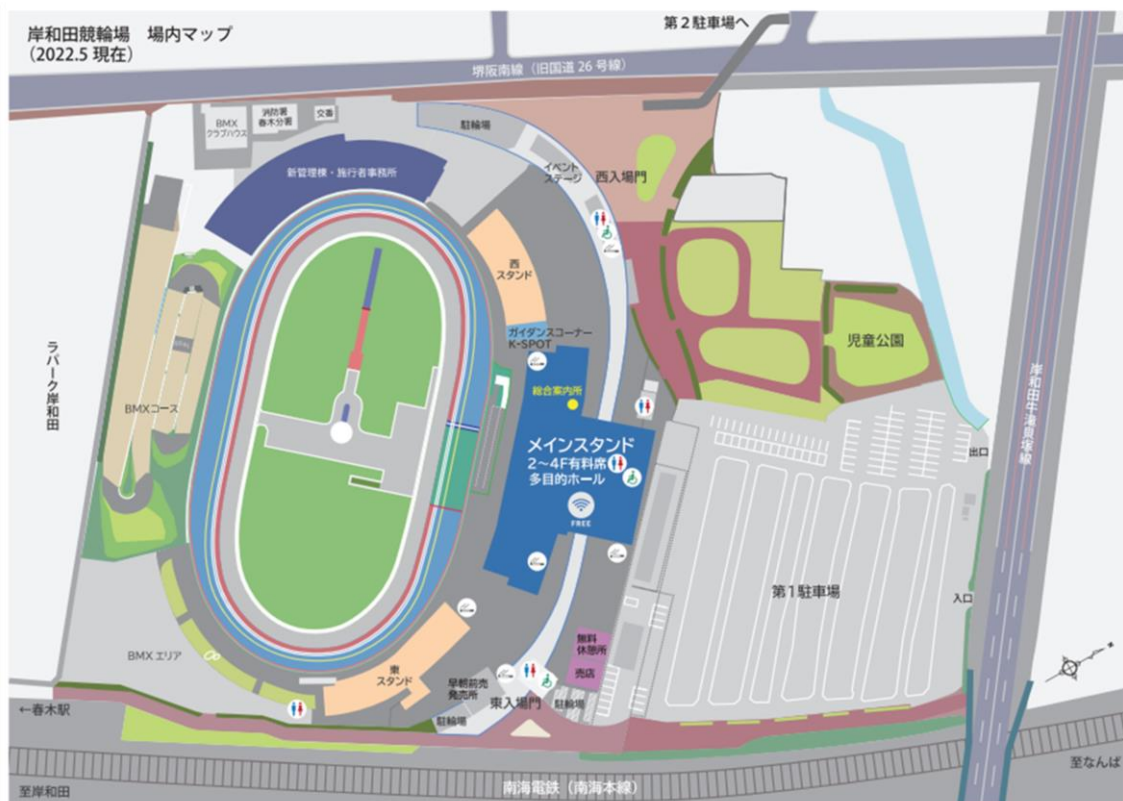 岸和田競輪場　場内マップ
(2022.5 現在)
第2駐車場へ
堺阪南線（旧国道 26 号線）
BMX
クラブハウス
消防署
春木分署
交番
駐輪場
イベント
ステージ
西入場門
新管理棟・施行者事務所
西
スタンド
ガイダンスコーナー
K-SPOT
総合案内所
児童公園
ラパーク岸和田
BMXコース
メインスタンド
2〜4F有料席
多目的ホール
FREE
出口
岸和田牛滝貝塚線
第1駐車場
入口
無料
休憩所
売店
BMX エリア
東
スタンド
早朝前売
発売所
東入場門
駐輪場
駐輪場
←春木駅
至なんば
至岸和田
南海電鉄（南海本線）